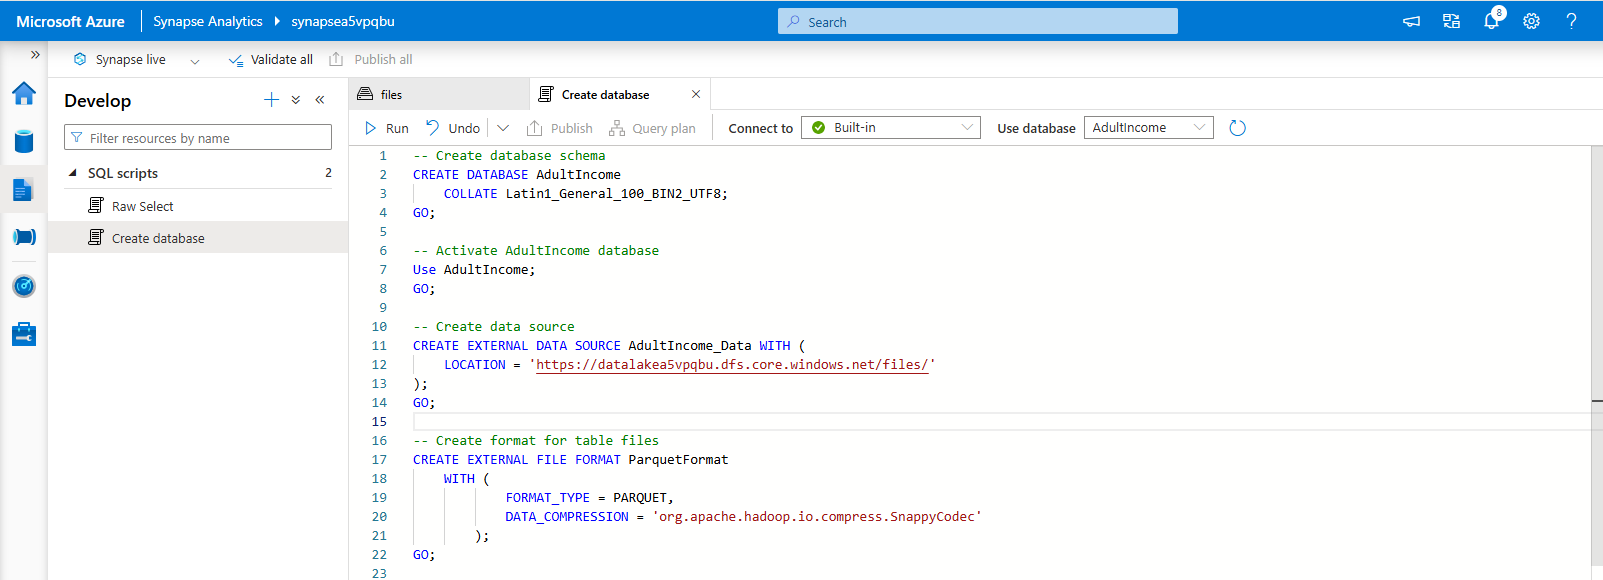 Microsoft Azure Synapse Analytics synapsea5vpqbu Search 8 ?
Synapse live Validate all Publish all
Develop
Filter resources by name
SQL scripts 2
Raw Select
Create database
files Create database
Run Undo Publish Query plan Connect to Built-in Use database AdultIncome
1 -- Create database schema
2 CREATE DATABASE AdultIncome
3 COLLATE Latin1_General_100_BIN2_UTF8;
4 GO;
5
6 -- Activate AdultIncome database
7 Use AdultIncome;
8 GO;
9
10 -- Create data source
11 CREATE EXTERNAL DATA SOURCE AdultIncome_Data WITH (
12 LOCATION = 'https://datalakea5vpqbu.dfs.core.windows.net/files/'
13 );
14 GO;
15
16 -- Create format for table files
17 CREATE EXTERNAL FILE FORMAT ParquetFormat
18 WITH (
19 FORMAT_TYPE = PARQUET,
20 DATA_COMPRESSION = 'org.apache.hadoop.io.compress.SnappyCodec'
21 );
22 GO;
23